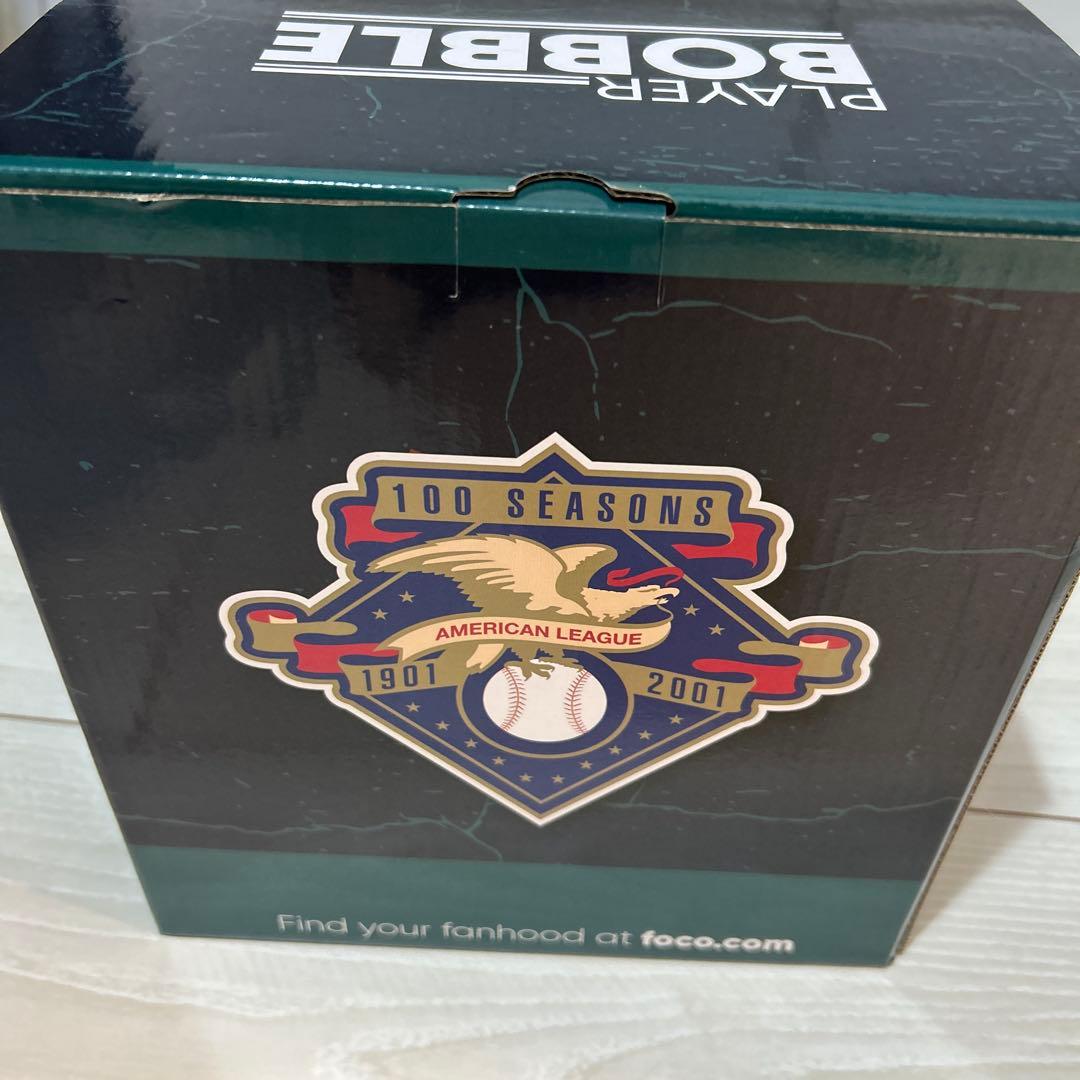 PLAYER
BOBBLE
100 SEASONS
AMERICAN LEAGUE
1901 2001
Find your fanhood at foco.com